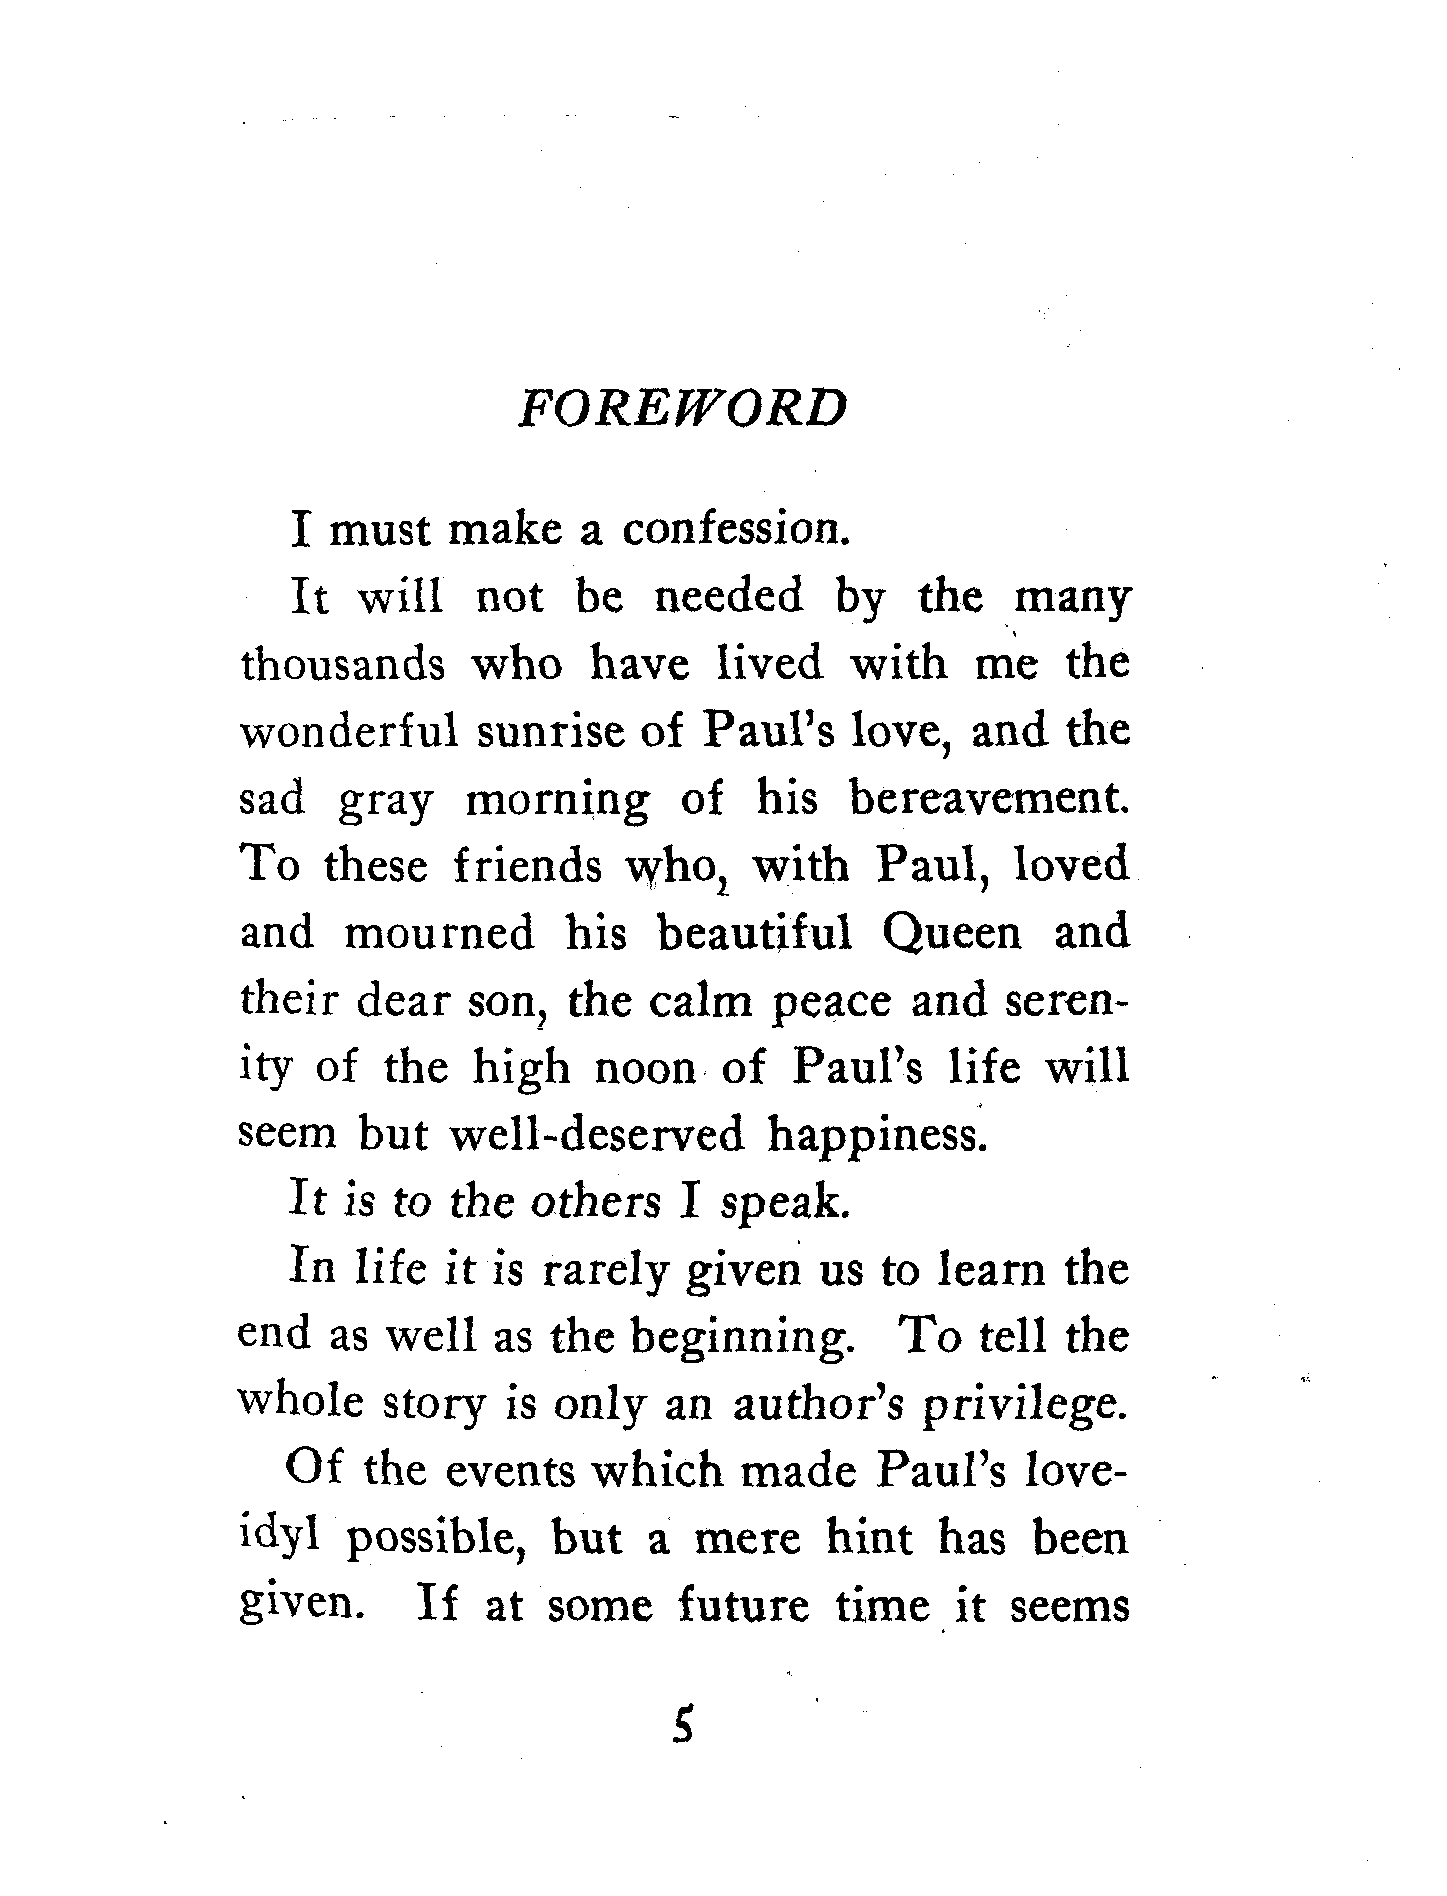 FOREWORD
I must make a confession.
It will not be needed by the many
thousands who have lived with me the
wonderful sunrise of Paul's love, and the
sad gray morning of his bereavement.
To these friends who, with Paul, loved
and mourned his beautiful Queen and
their dear son, the calm peace and seren-
ity of the high noon of Paul's life will
seem but well-deserved happiness.
It is to the others I speak.
In life it is rarely given us to learn the
end as well as the beginning. To tell the
whole story is only an author's privilege.
Of the events which made Paul's love-
idyl possible, but a mere hint has been
given. If at some future time it seems
5